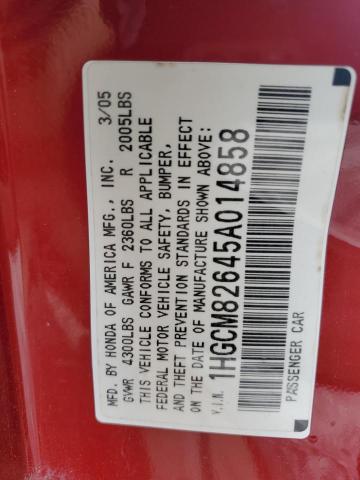 MFD. BY HONDA OF AMERICA MFG., INC. 3/05
GVWR 4300LBS GAWR F 2360LBS R 2005LBS
THIS VEHICLE CONFORMS TO ALL APPLICABLE
FEDERAL MOTOR VEHICLE SAFETY, BUMPER,
AND THEFT PREVENTION STANDARDS IN EFFECT
ON THE DATE OF MANUFACTURE SHOWN ABOVE:
V.I.N. 1HGCM82645A014858
PASSENGER CAR